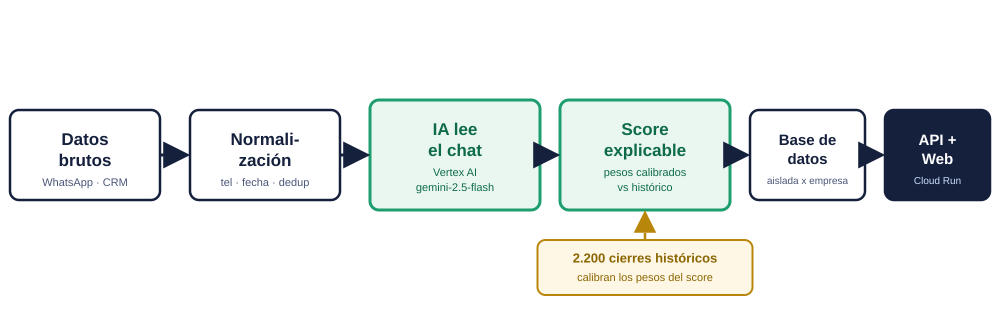 Datos
brutos
WhatsApp · CRM
Normali-
zación
tel · fecha · dedup
IA lee
el chat
Vertex AI
gemini-2.5-flash
Score
explicable
pesos calibrados
vs histórico
Base de
datos
aislada x empresa
API +
Web
Cloud Run
2.200 cierres históricos
calibran los pesos del score